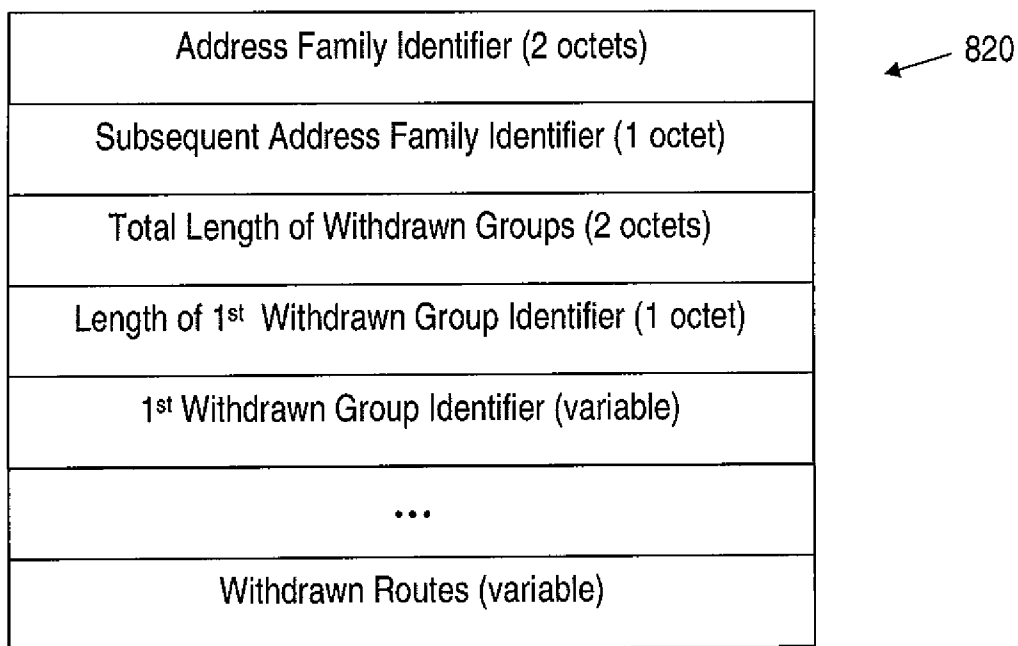 Address Family Identifier (2 octets)
820
Subsequent Address Family Identifier (1 octet)
Total Length of Withdrawn Groups (2 octets)
Length of 1st Withdrawn Group Identifier (1 octet)
1st Withdrawn Group Identifier (variable)
...
Withdrawn Routes (variable)